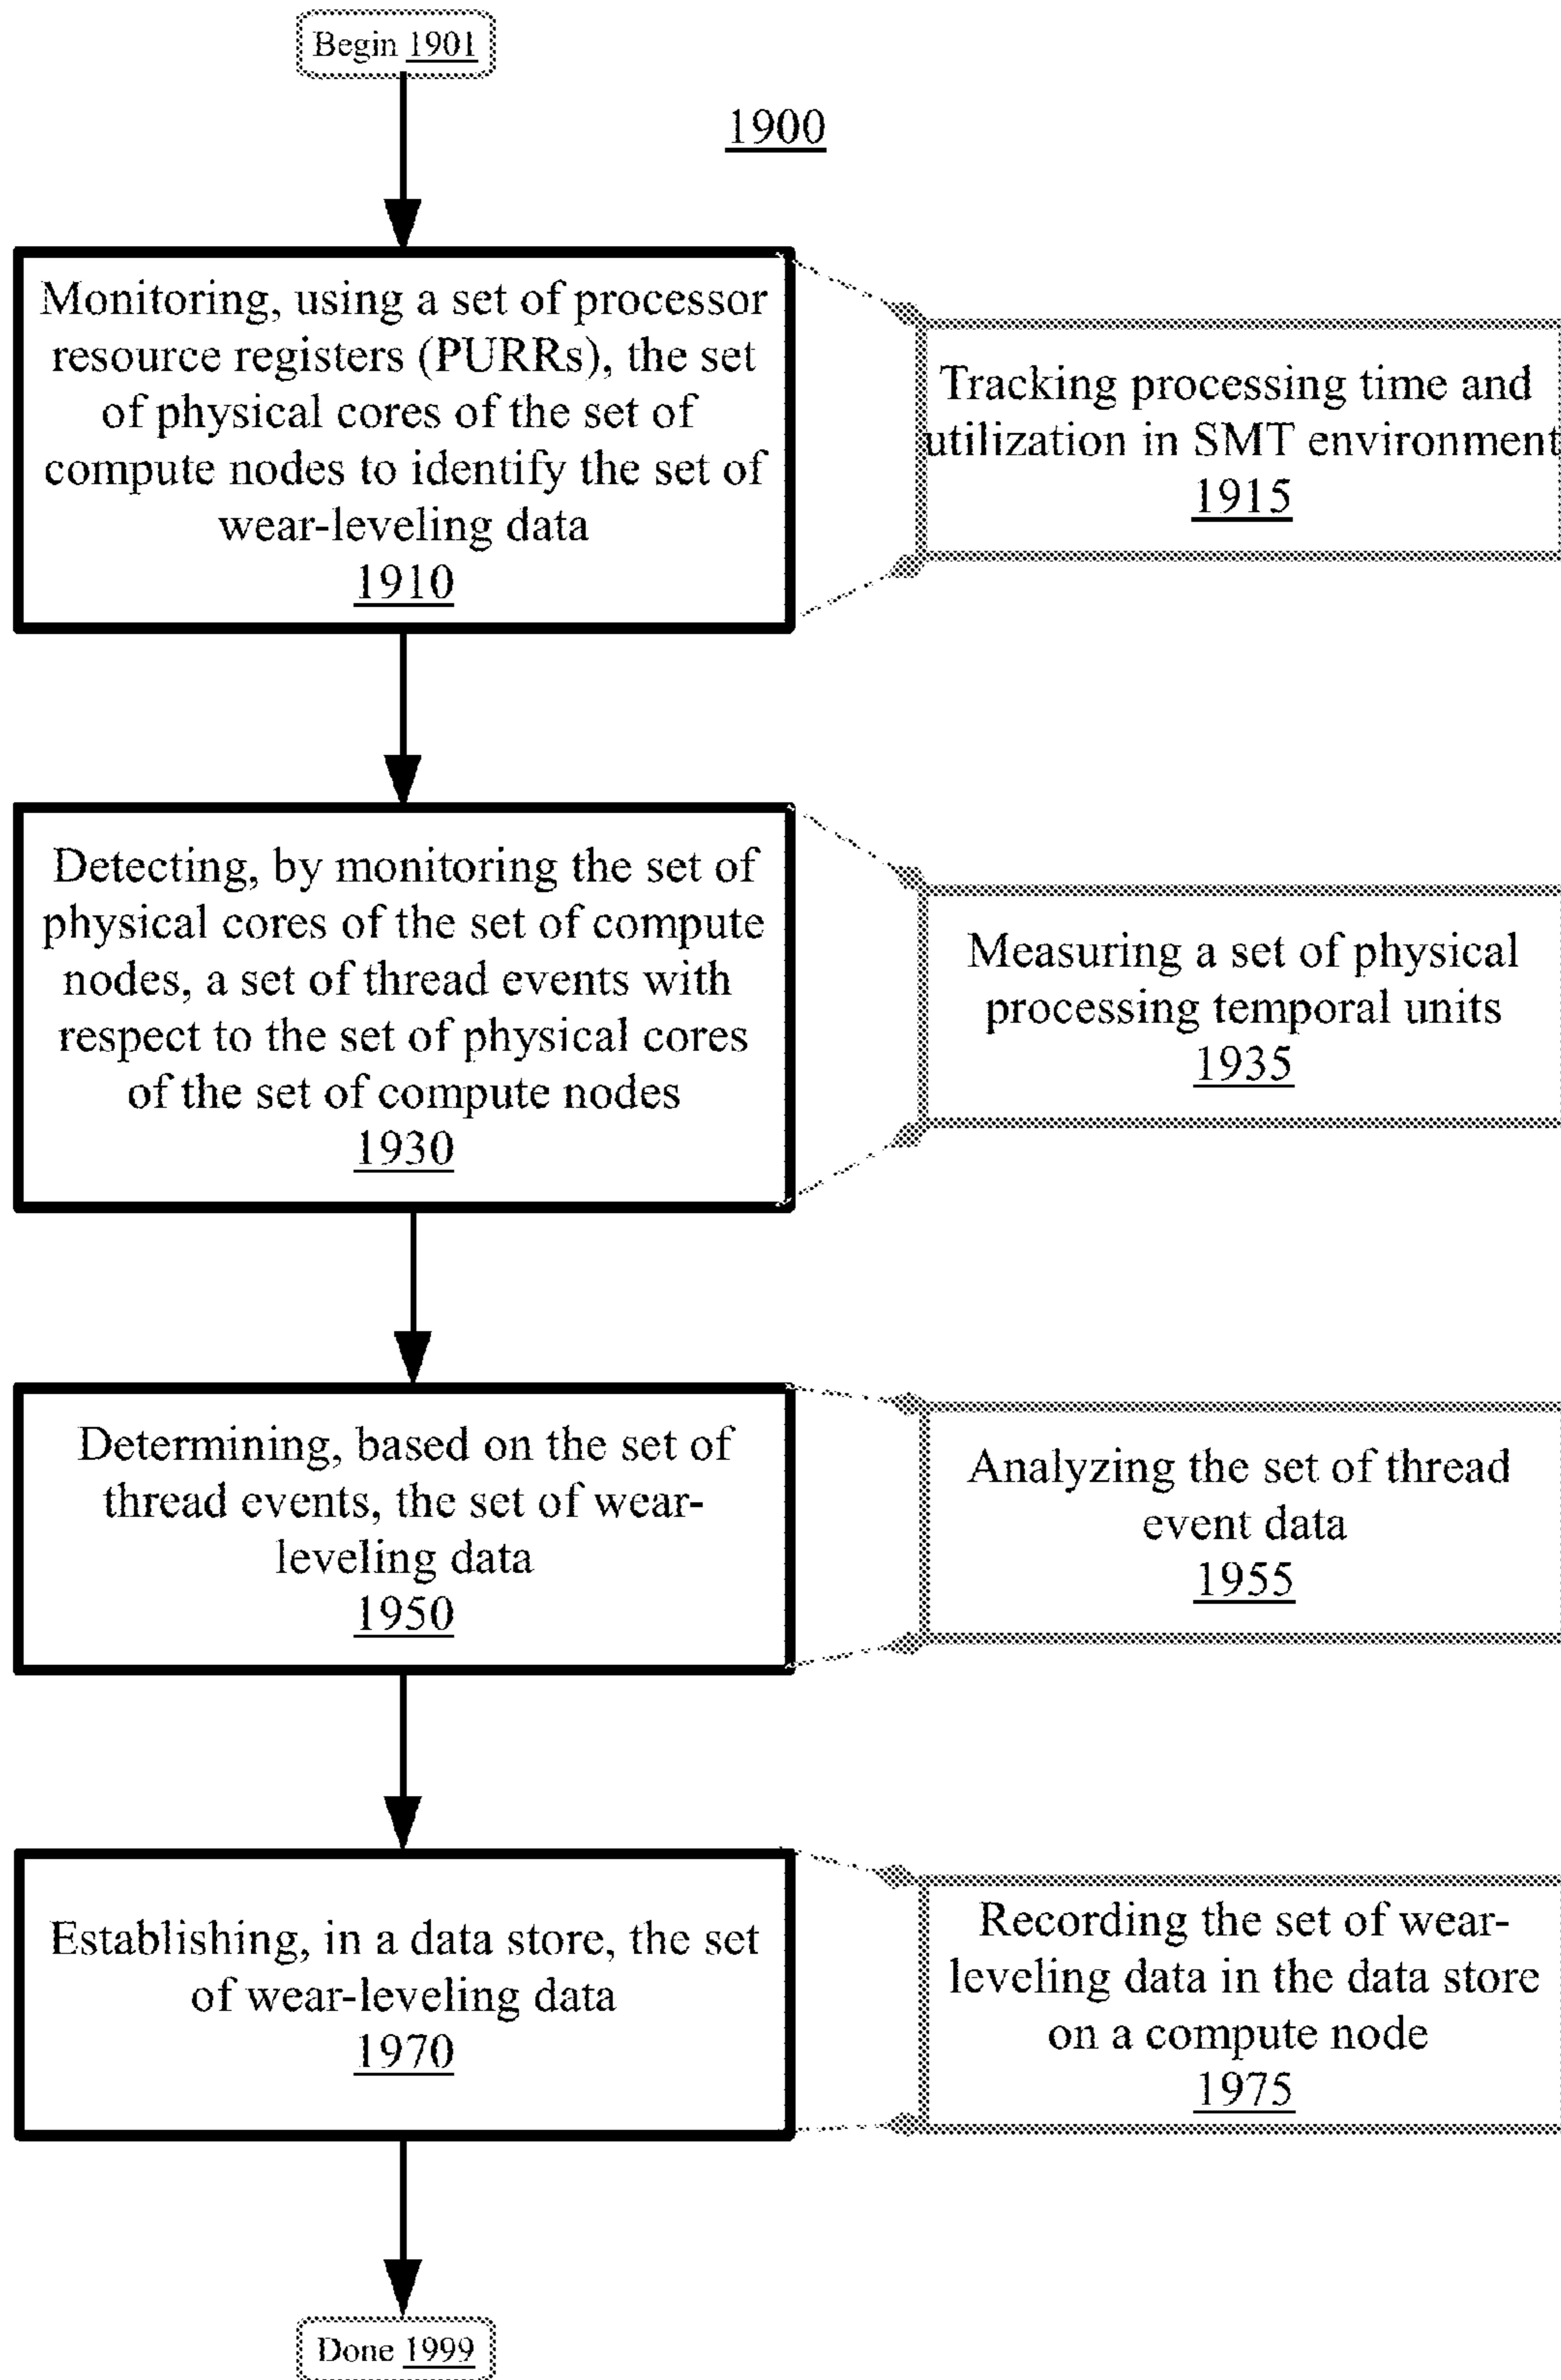 Begin 1901
1900
Monitoring, using a set of processor
resource registers (PURRs), the set
of physical cores of the set of
compute nodes to identify the set of
wear-leveling data
1910
Tracking processing time and
utilization in SMT environment
1915
Detecting, by monitoring the set of
physical cores of the set of compute
nodes, a set of thread events with
respect to the set of physical cores
of the set of compute nodes
1930
Measuring a set of physical
processing temporal units
1935
Determining, based on the set of
thread events, the set of wear-
leveling data
1950
Analyzing the set of thread
event data
1955
Establishing, in a data store, the set
of wear-leveling data
1970
Recording the set of wear-
leveling data in the data store
on a compute node
1975
Done 1999